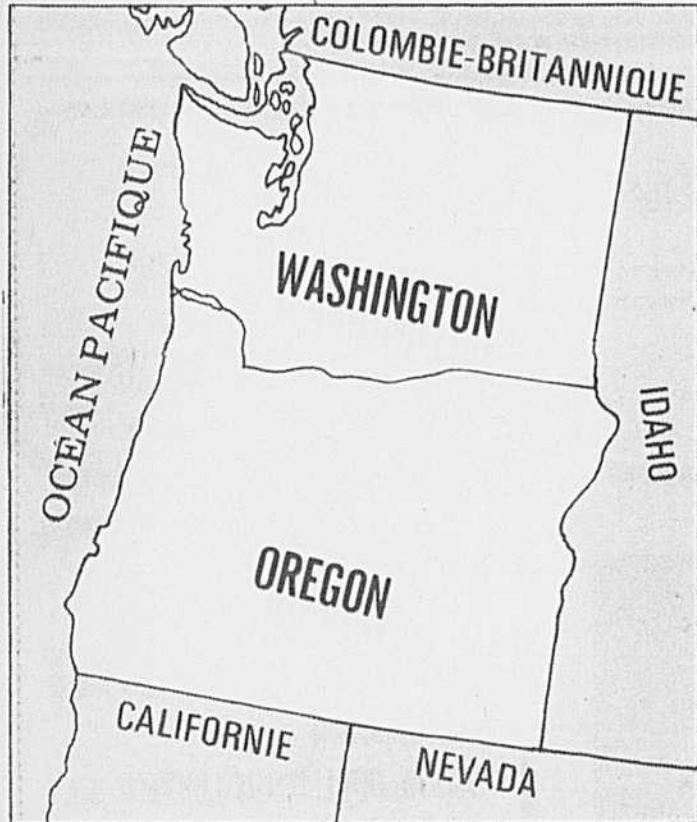 COLOMBIE-BRITANNIQUE
OCÉAN PACIFIQUE
WASHINGTON
IDAHO
OREGON
CALIFORNIE
NEVADA